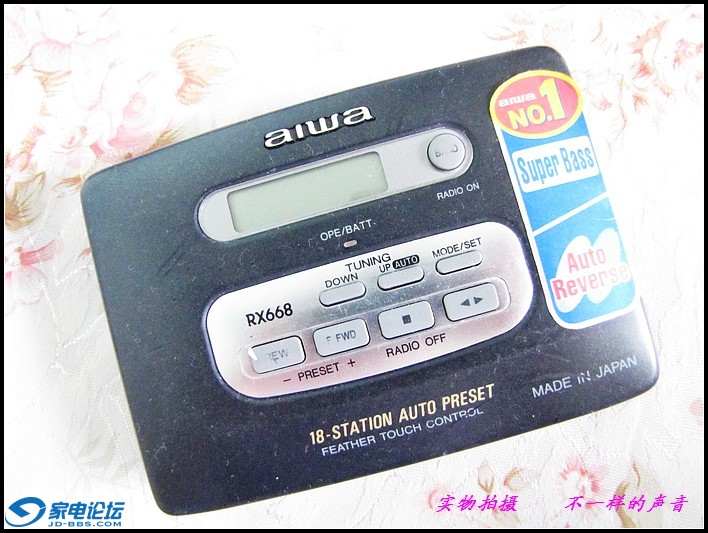 aiwa
BAND
RADIO ON
OPE/BATT.
TUNING
DOWN
UP AUTO
MODE/SET
RX668
REW
F.FWD
■
◀▶
− PRESET +
RADIO OFF
18-STATION AUTO PRESET
FEATHER TOUCH CONTROL
MADE IN JAPAN
aiwa
NO.1
Super Bass
Auto
Reverse
家电论坛
JD-BBS.COM
实物拍摄 不一样的声音